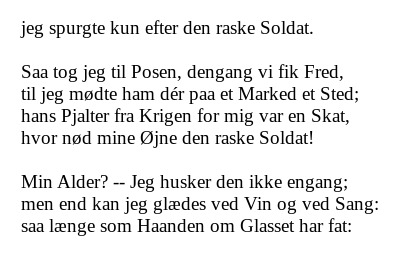 jeg spurgte kun efter den raske Soldat.
Saa tog jeg til Posen, dengang vi fik Fred,
til jeg mødte ham dér paa et Marked et Sted;
hans Pjalter fra Krigen for mig var en Skat,
hvor nød mine Øjne den raske Soldat!
Min Alder? -- Jeg husker den ikke engang;
men end kan jeg glædes ved Vin og ved Sang:
saa længe som Haanden om Glasset har fat: